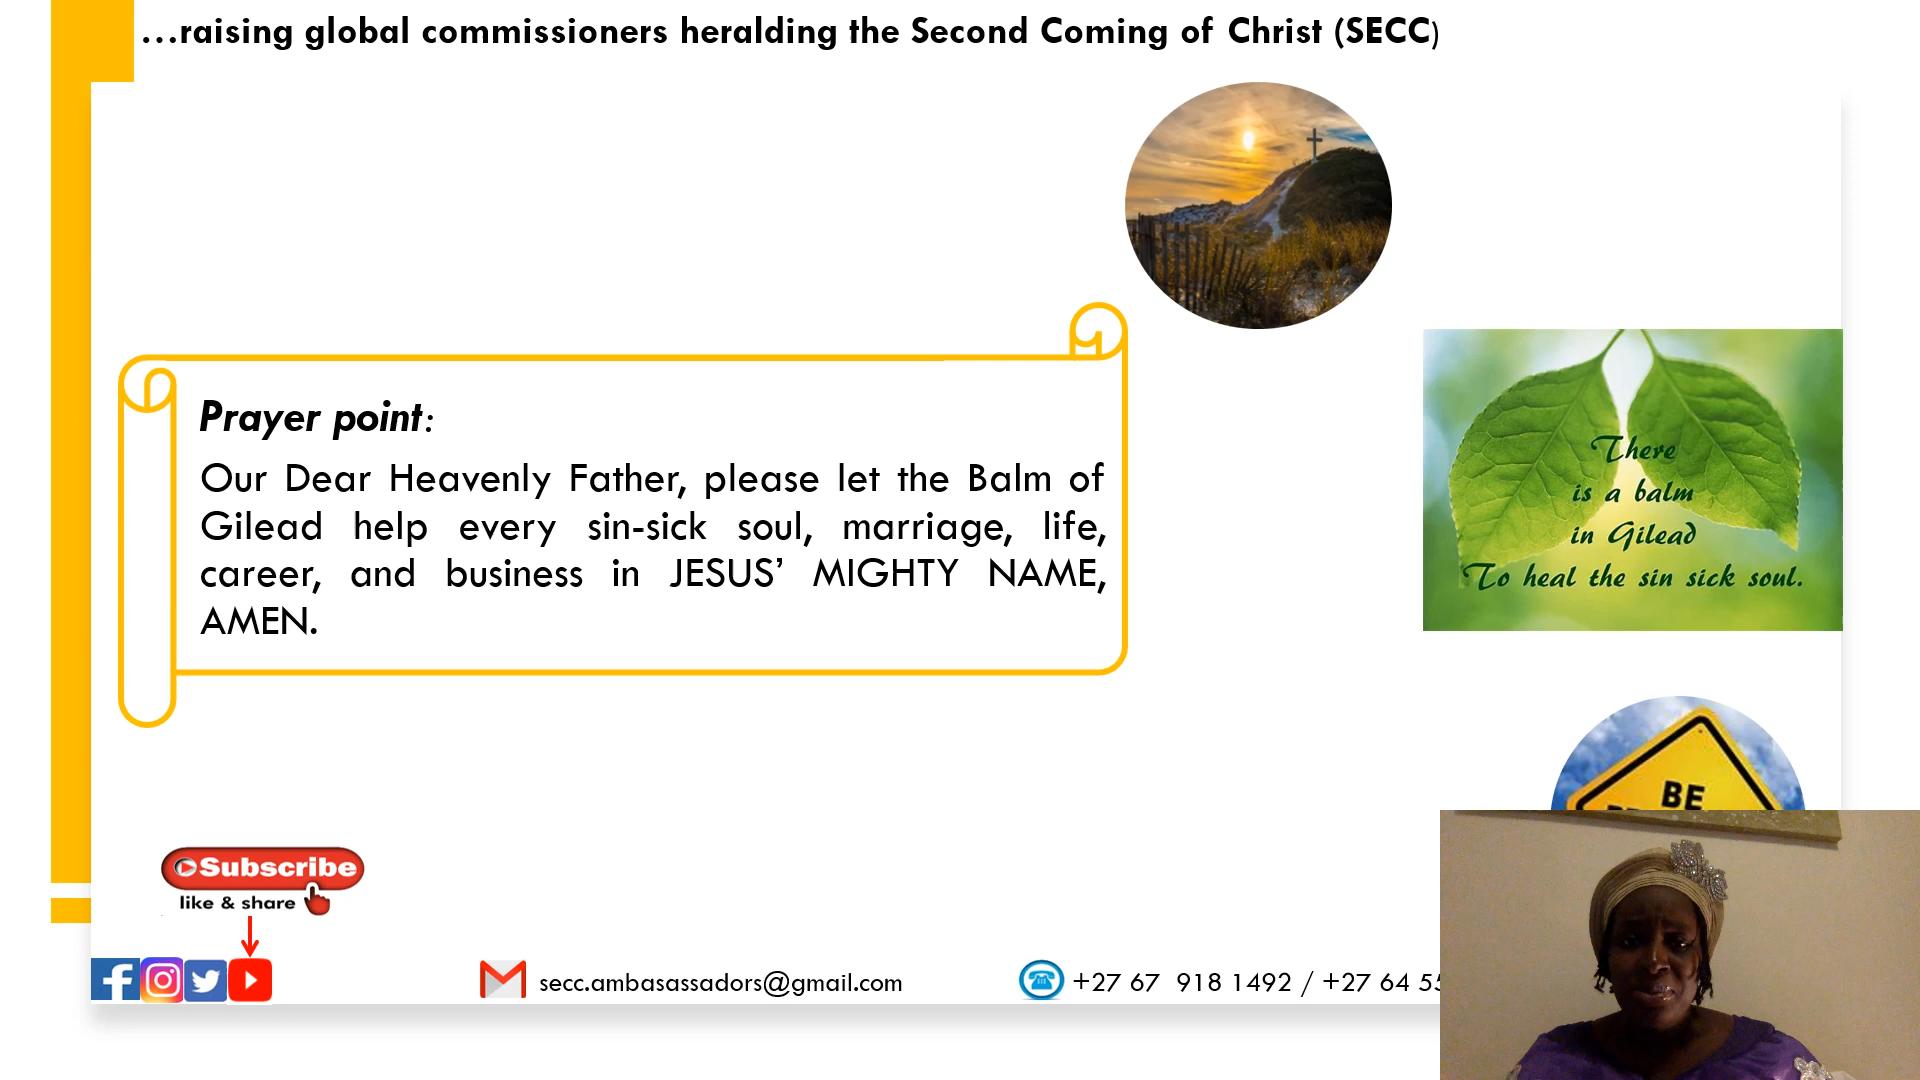 ...raising global commissioners heralding the Second Coming of Christ (SECC)
Prayer point:
Our Dear Heavenly Father, please let the Balm of
Gilead help every sin-sick soul, marriage, life,
career, and business in JESUS’ MIGHTY NAME,
AMEN.
There
is a balm
in Gilead
To heal the sin sick soul.
BE
Subscribe
like & share
secc.ambasassadors@gmail.com
+27 67 918 1492 / +27 64 55